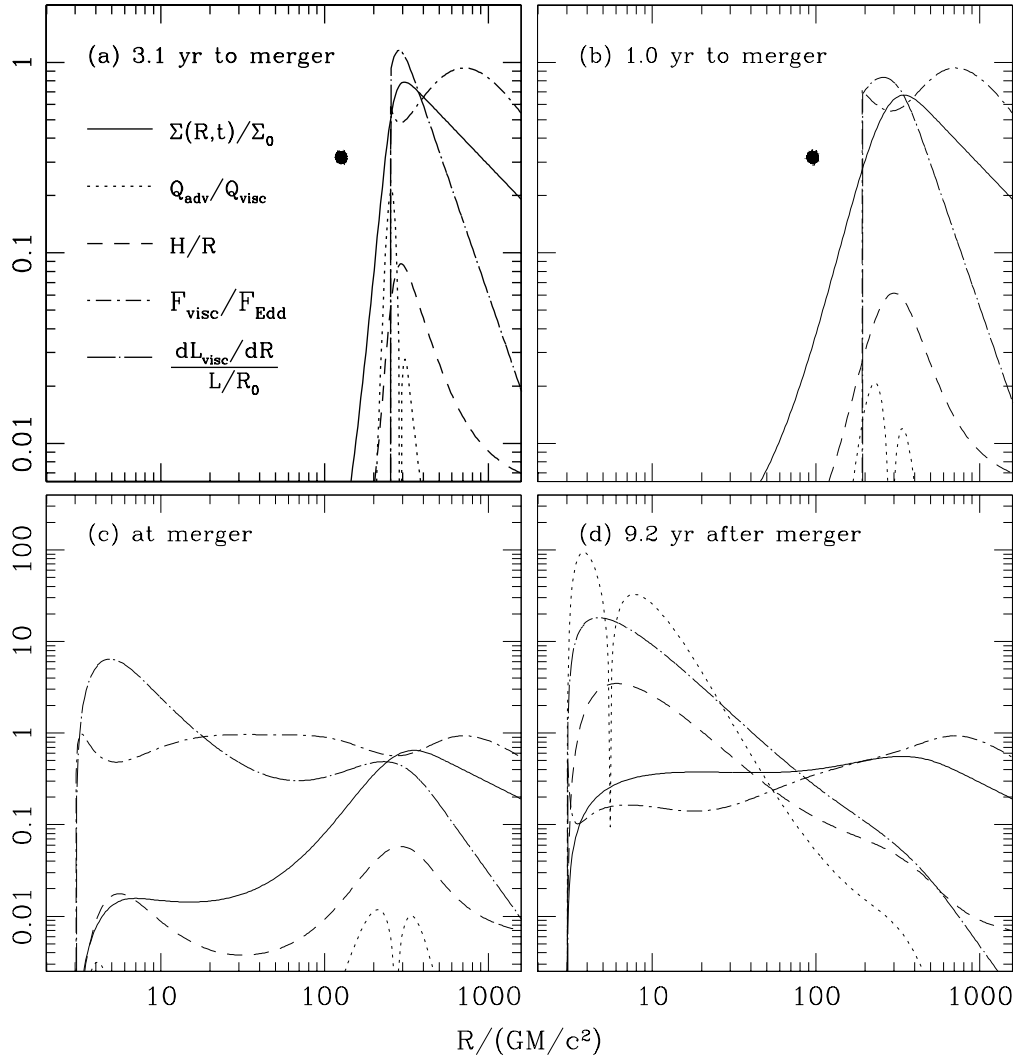 (a) 3.1 yr to merger
Σ(R,t)/Σ₀
Q_adv/Q_visc
H/R
F_visc/F_Edd
dL_visc/dR
L/R₀
1
0.1
0.01
(b) 1.0 yr to merger
(c) at merger
100
10
1
0.1
0.01
(d) 9.2 yr after merger
10 100 1000
10 100 1000
R/(GM/c²)